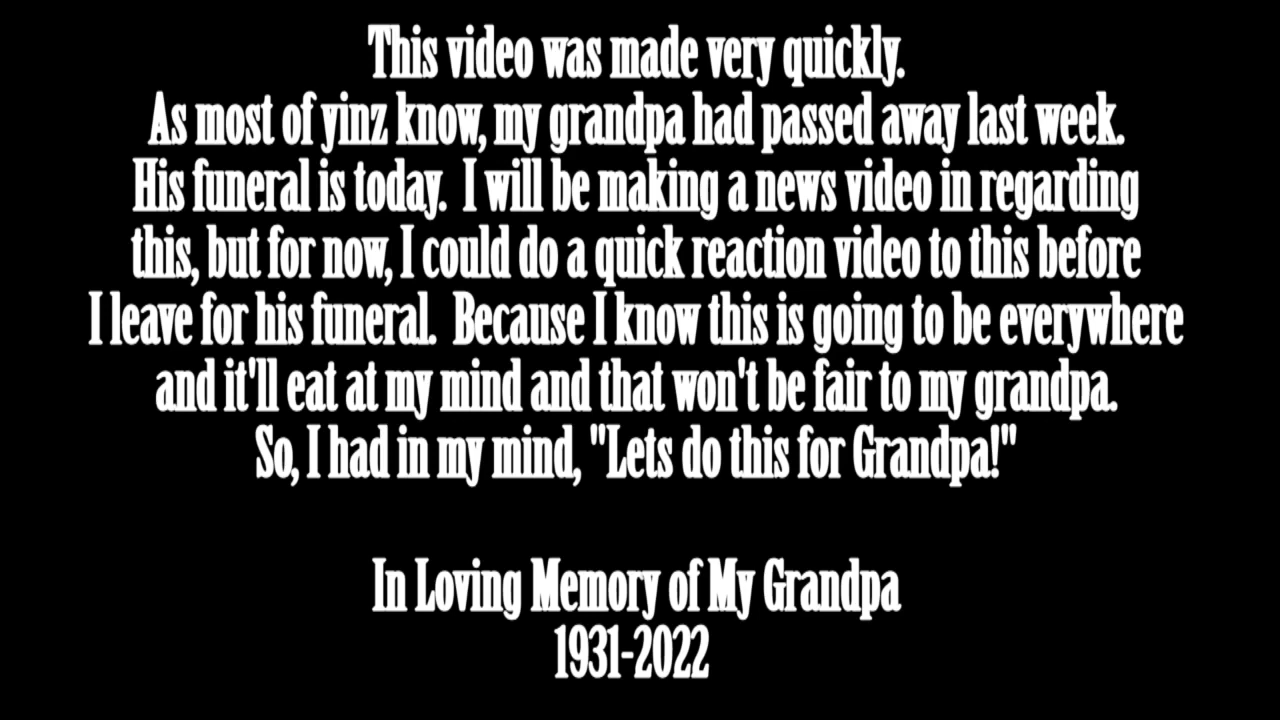 This video was made very quickly.
As most of yinz know, my grandpa had passed away last week.
His funeral is today.  I will be making a news video in regarding
this, but for now, I could do a quick reaction video to this before
I leave for his funeral.  Because I know this is going to be everywhere
and it'll eat at my mind and that won't be fair to my grandpa.
So, I had in my mind, "Lets do this for Grandpa!"
In Loving Memory of My Grandpa
1931-2022